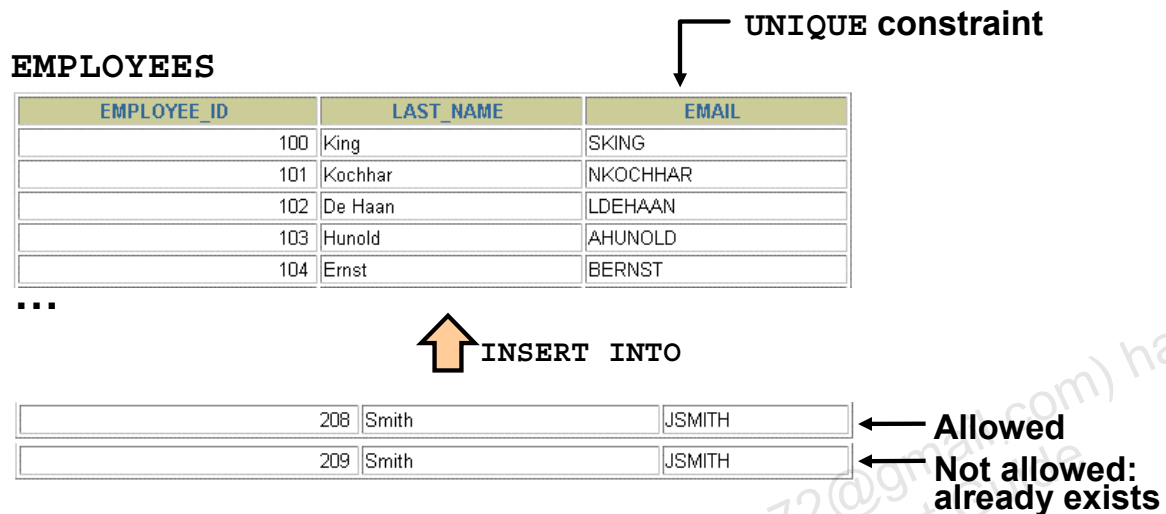 UNIQUE constraint
EMPLOYEES
EMPLOYEE_ID LAST_NAME EMAIL
100 King SKING
101 Kochhar NKOCHHAR
102 De Haan LDEHAAN
103 Hunold AHUNOLD
104 Ernst BERNST
…
INSERT INTO
208 Smith JSMITH
Allowed
209 Smith JSMITH
Not allowed:
already exists